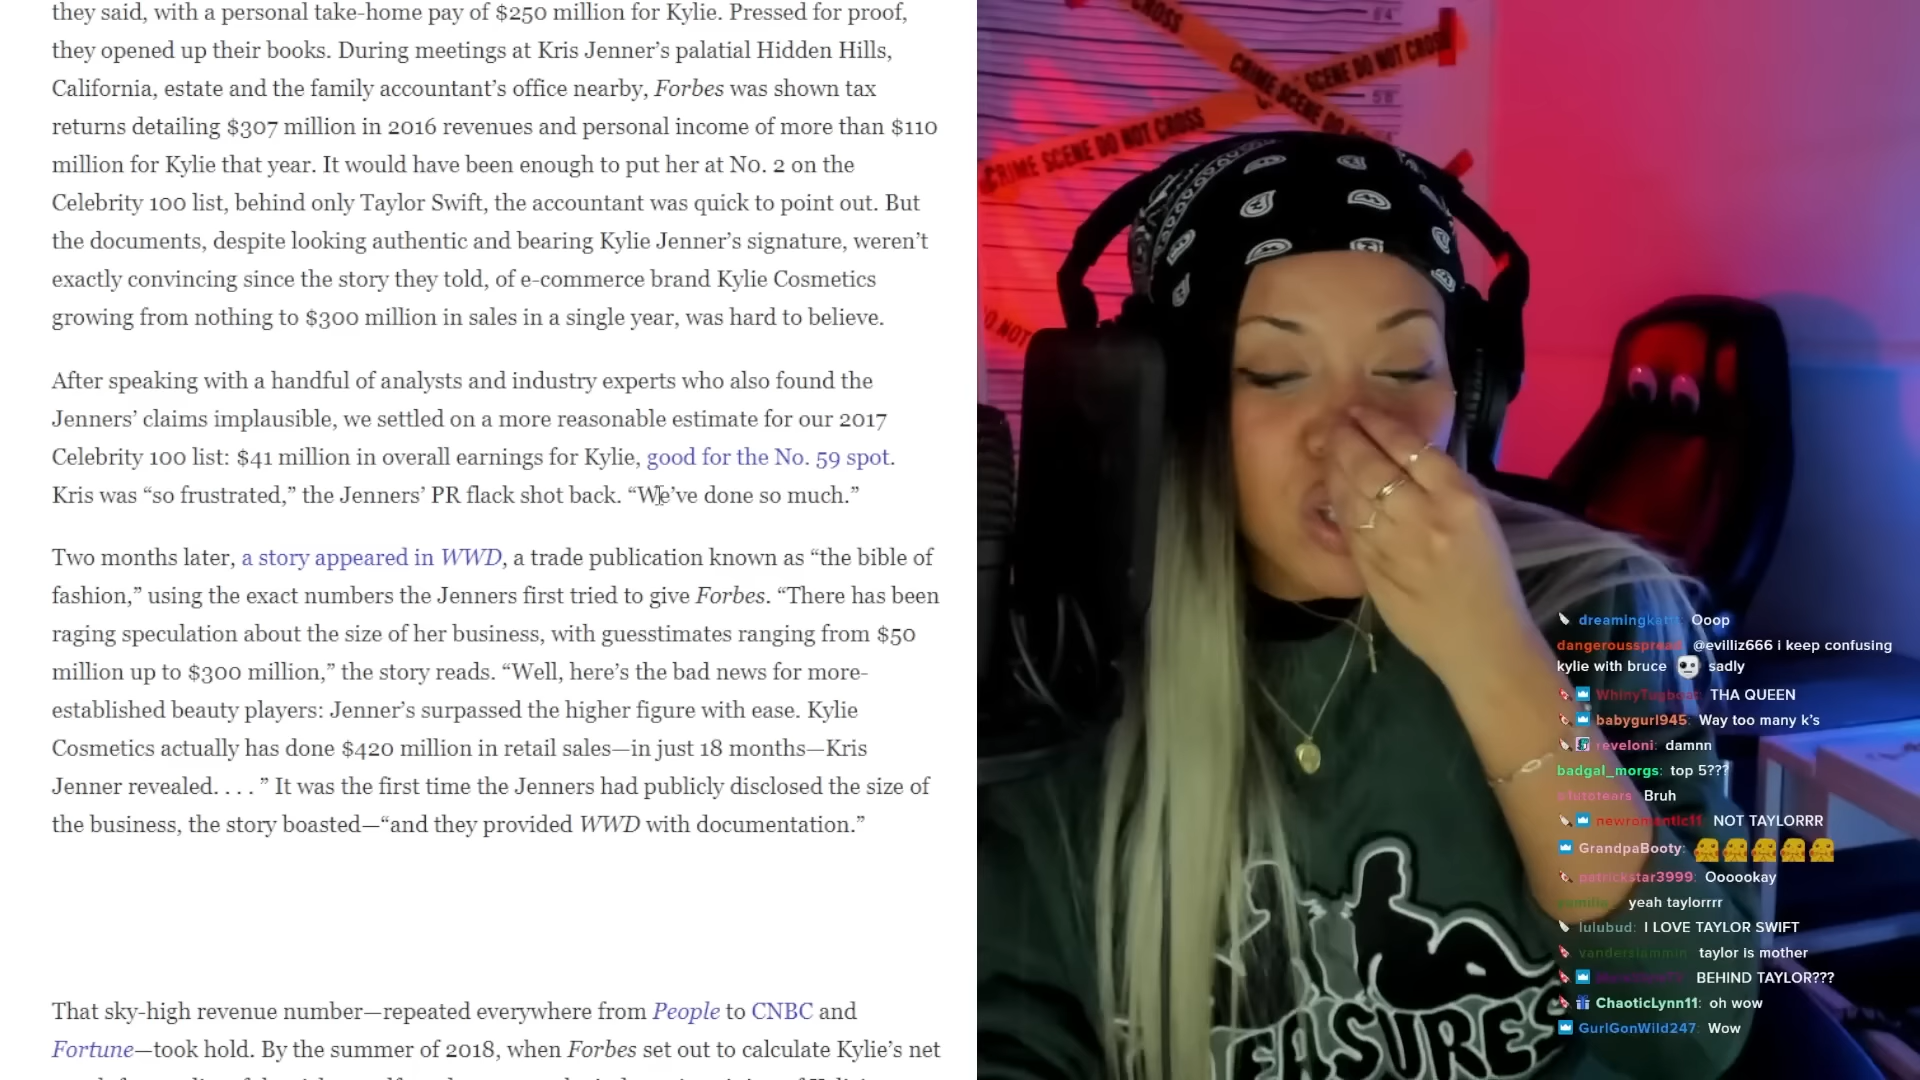 they said, with a personal take-home pay of $250 million for Kylie. Pressed for proof,
they opened up their books. During meetings at Kris Jenner’s palatial Hidden Hills,
California, estate and the family accountant’s office nearby, Forbes was shown tax
returns detailing $307 million in 2016 revenues and personal income of more than $110
million for Kylie that year. It would have been enough to put her at No. 2 on the
Celebrity 100 list, behind only Taylor Swift, the accountant was quick to point out. But
the documents, despite looking authentic and bearing Kylie Jenner’s signature, weren’t
exactly convincing since the story they told, of e-commerce brand Kylie Cosmetics
growing from nothing to $300 million in sales in a single year, was hard to believe.
After speaking with a handful of analysts and industry experts who also found the
Jenners’ claims implausible, we settled on a more reasonable estimate for our 2017
Celebrity 100 list: $41 million in overall earnings for Kylie, good for the No. 59 spot.
Kris was “so frustrated,” the Jenners’ PR flack shot back. “We’ve done so much.”
Two months later, a story appeared in WWD, a trade publication known as “the bible of
fashion,” using the exact numbers the Jenners first tried to give Forbes. “There has been
raging speculation about the size of her business, with guesstimates ranging from $50
million up to $300 million,” the story reads. “Well, here’s the bad news for more-
established beauty players: Jenner’s surpassed the higher figure with ease. Kylie
Cosmetics actually has done $420 million in retail sales—in just 18 months—Kris
Jenner revealed. . . . ” It was the first time the Jenners had publicly disclosed the size of
the business, the story boasted—“and they provided WWD with documentation.”
That sky-high revenue number—repeated everywhere from People to CNBC and
Fortune—took hold. By the summer of 2018, when Forbes set out to calculate Kylie’s net
CROSS
CRIME SCENE DO NOT CROSS
CRIME SCENE DO NOT CROSS
6'4"
5'8"
O NOT
EASURES
Ooop
@evilliz666 i keep confusing
kylie with bruce sadly
THA QUEEN
babygurl945: Way too many k’s
reveloni: damnn
badgal_morgs: top 5???
Bruh
newromantic11 NOT TAYLORRR
GrandpaBooty:
patrickstar3999: Oooookay
yeah taylorrrr
lulubud: I LOVE TAYLOR SWIFT
taylor is mother
BEHIND TAYLOR???
ChaoticLynn11: oh wow
GurlGonWild247: Wow